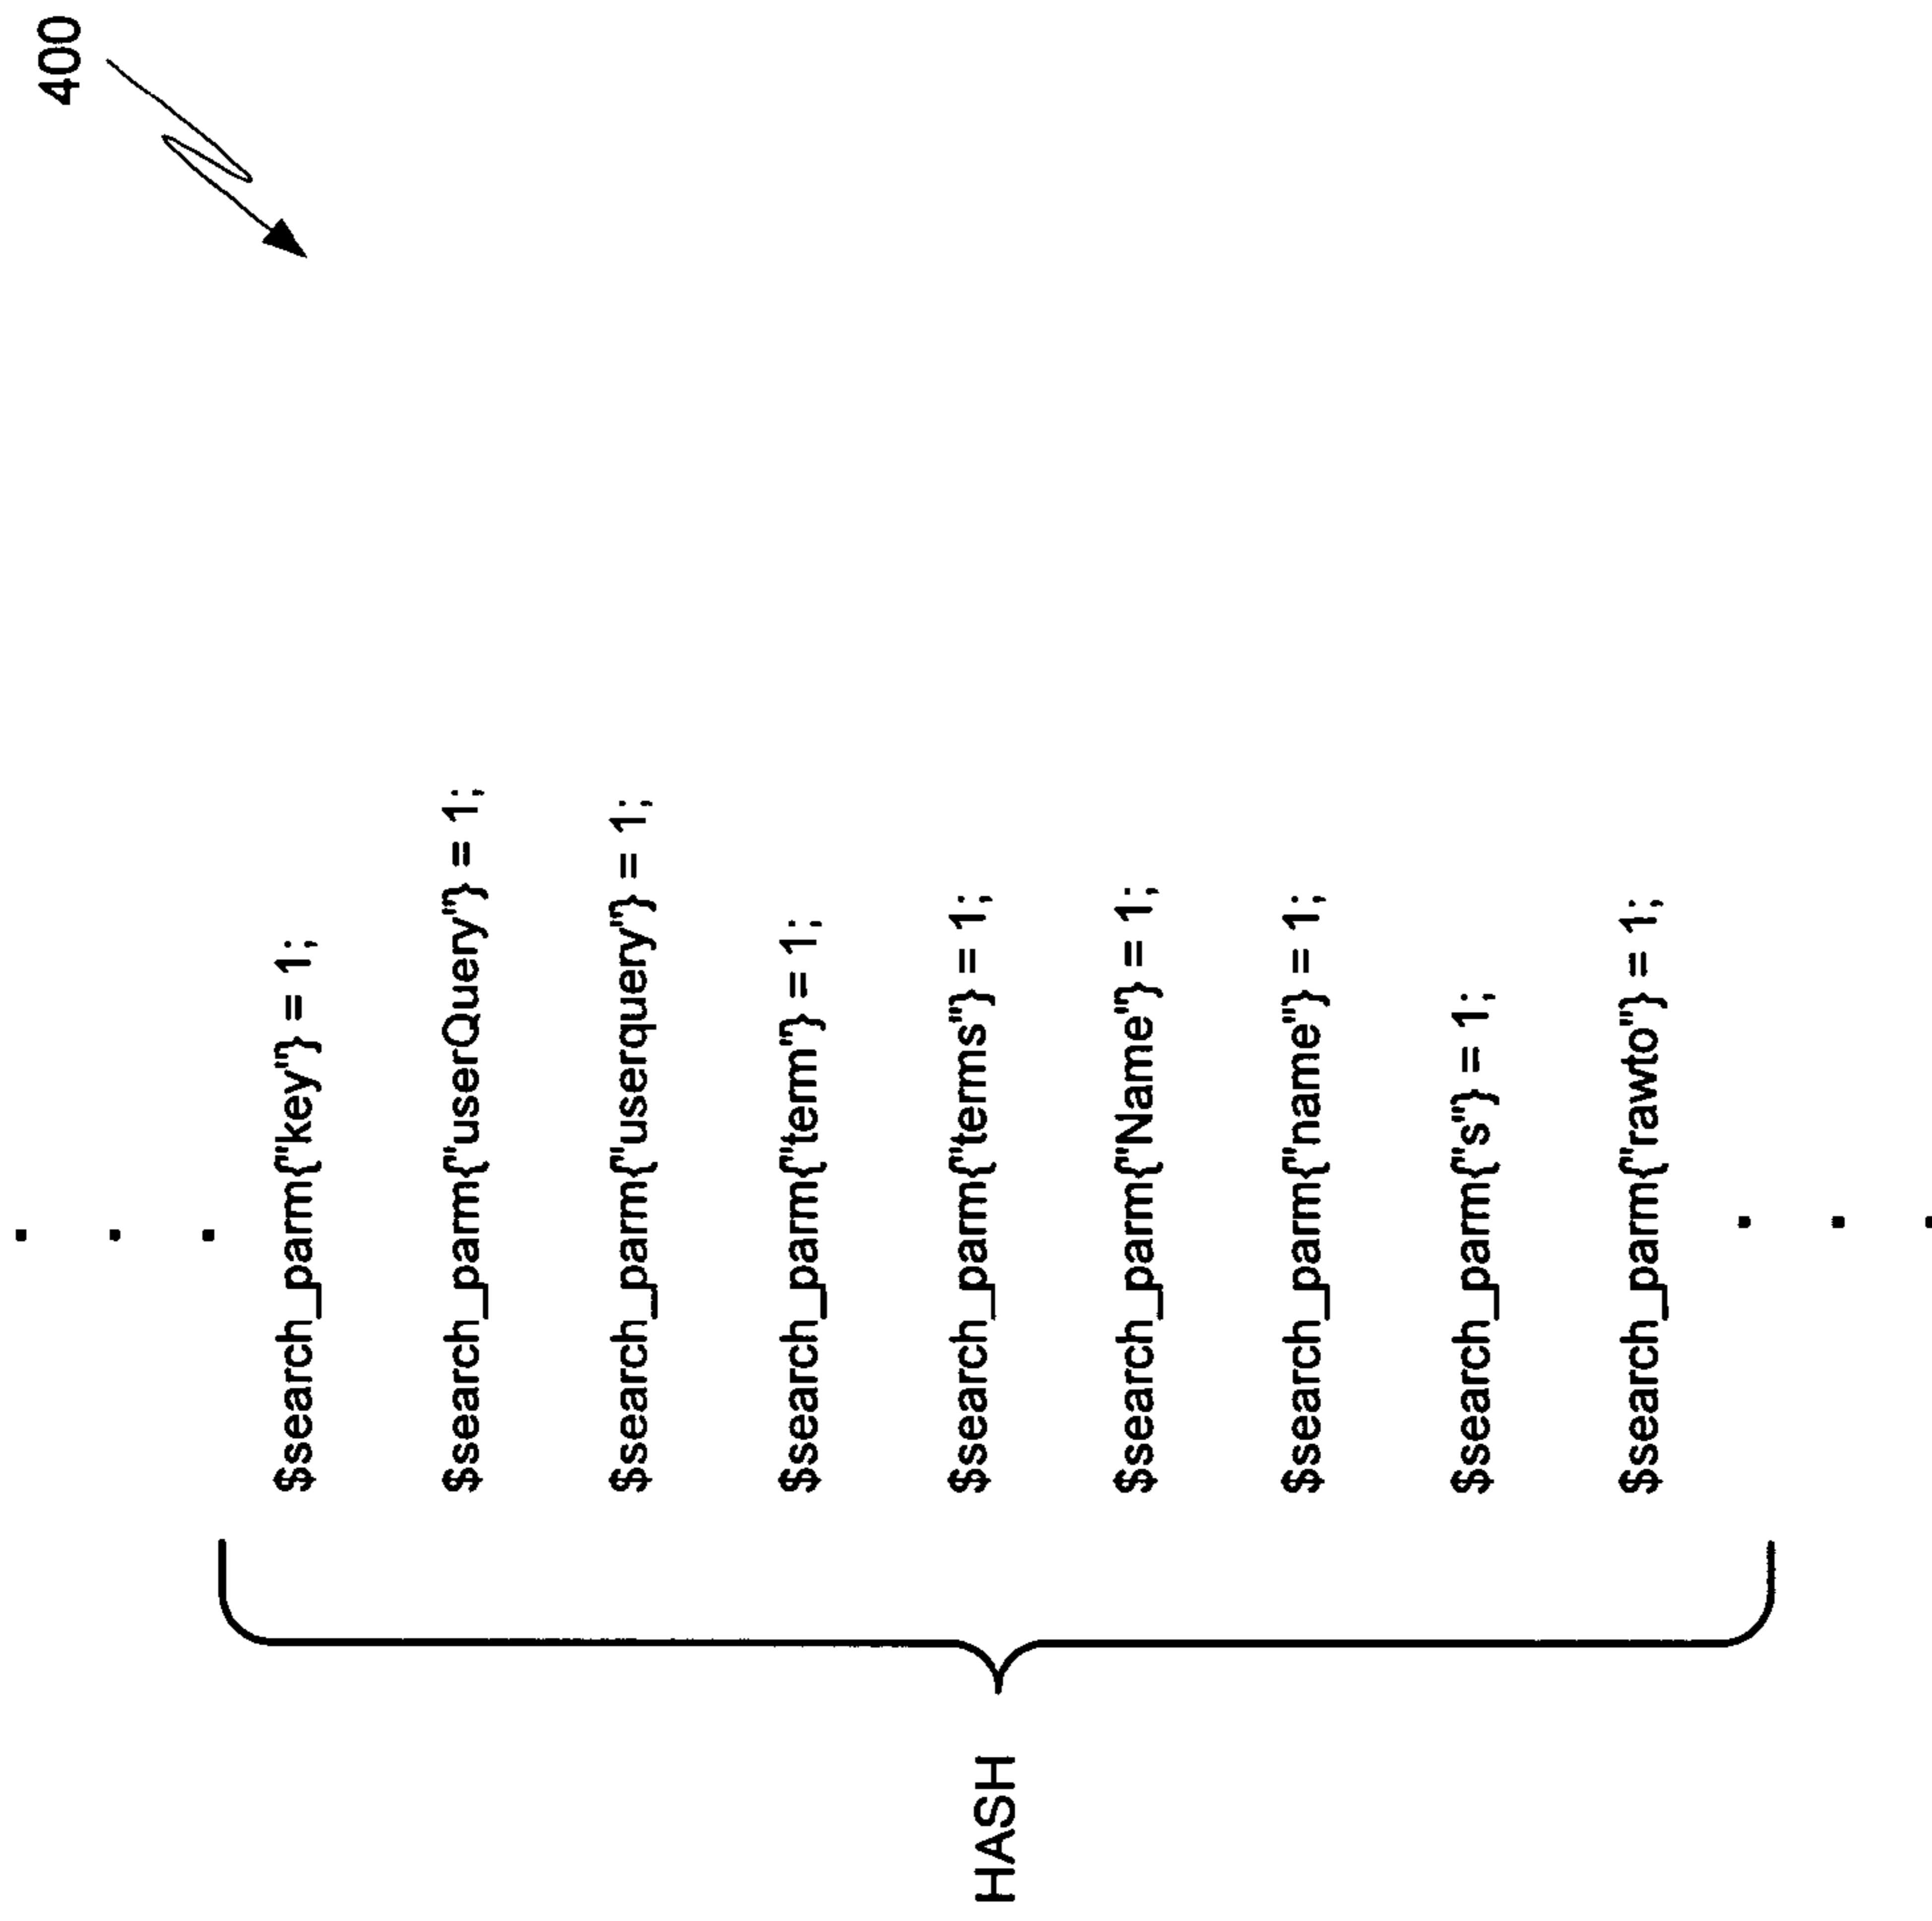 400
$search_parm{"key"} = 1;
$search_parm{"userQuery"} = 1;
$search_parm{"userquery"} = 1;
$search_parm{"term"} = 1;
$search_parm{"terms"} = 1;
$search_parm{"Name"} = 1;
$search_parm{"name"} = 1;
$search_parm{"s"} = 1;
$search_parm{"rawto"} = 1;
HASH